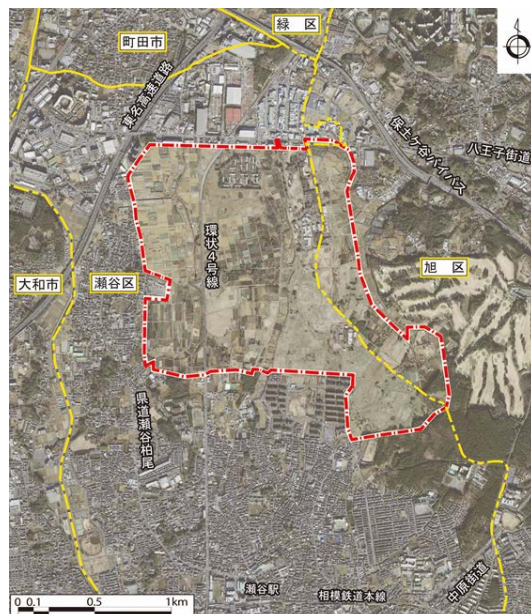 緑 区
町田市
東名高速道路
保土ヶ谷バイパス
八王子街道
環状4号線
旭 区
瀬谷区
大和市
県道瀬谷柏尾
中原街道
瀬谷駅
相模鉄道本線
0 0.1 0.5 1km